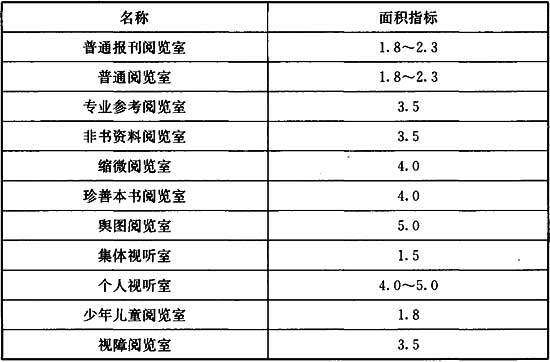 名称 面积指标
普通报刊阅览室 1.8～2.3
普通阅览室 1.8～2.3
专业参考阅览室 3.5
非书资料阅览室 3.5
缩微阅览室 4.0
珍善本书阅览室 4.0
舆图阅览室 5.0
集体视听室 1.5
个人视听室 4.0～5.0
少年儿童阅览室 1.8
视障阅览室 3.5